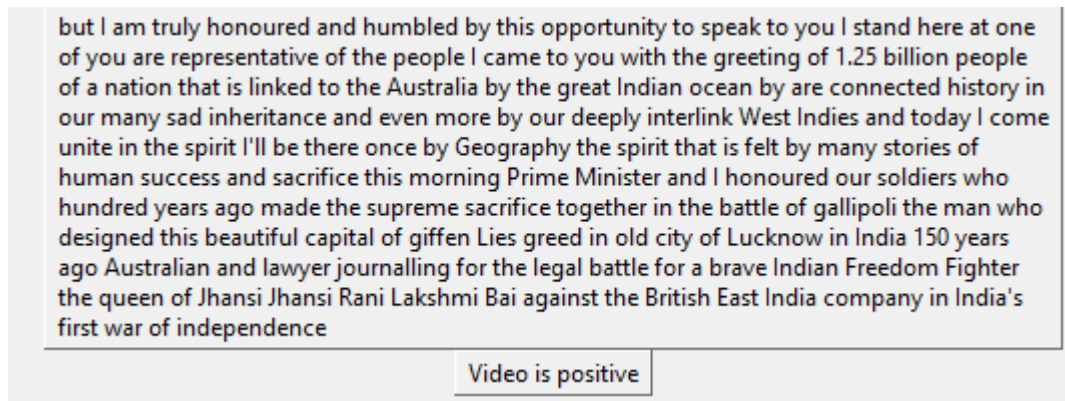 but I am truly honoured and humbled by this opportunity to speak to you I stand here at one
of you are representative of the people I came to you with the greeting of 1.25 billion people
of a nation that is linked to the Australia by the great Indian ocean by are connected history in
our many sad inheritance and even more by our deeply interlink West Indies and today I come
unite in the spirit I'll be there once by Geography the spirit that is felt by many stories of
human success and sacrifice this morning Prime Minister and I honoured our soldiers who
hundred years ago made the supreme sacrifice together in the battle of gallipoli the man who
designed this beautiful capital of giffen Lies greed in old city of Lucknow in India 150 years
ago Australian and lawyer journalling for the legal battle for a brave Indian Freedom Fighter
the queen of Jhansi Jhansi Rani Lakshmi Bai against the British East India company in India's
first war of independence
Video is positive